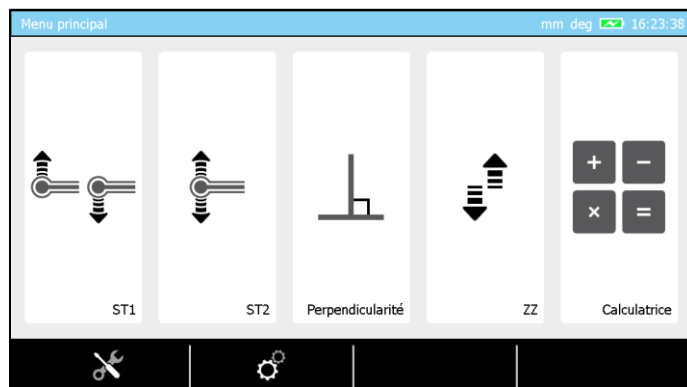 Menu principal mm deg 16:23:38
ST1 ST2 Perpendicularité ZZ Calculatrice